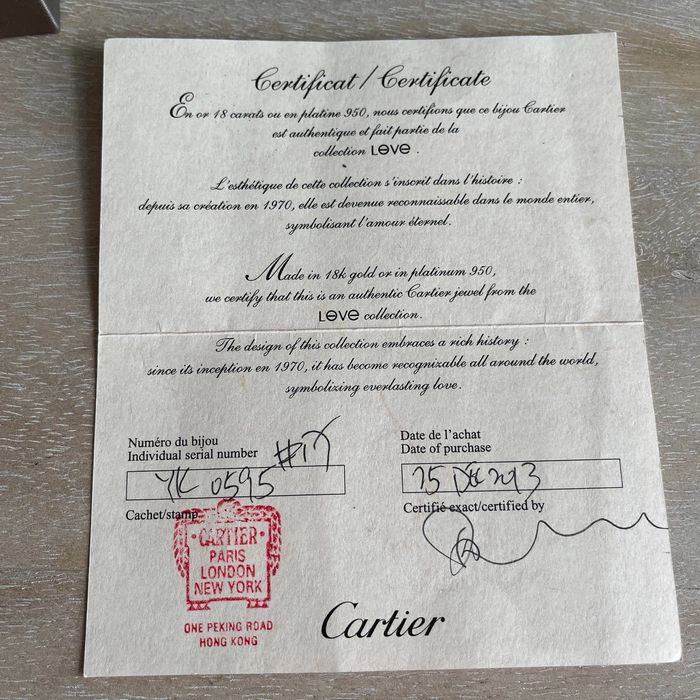 Certificat / Certificate
En or 18 carats ou en platine 950, nous certifions que ce bijou Cartier
est authentique et fait partie de la
collection LOVE .
L'esthétique de cette collection s'inscrit dans l'histoire :
depuis sa création en 1970, elle est devenue reconnaissable dans le monde entier,
symbolisant l'amour éternel.
Made in 18k gold or in platinum 950,
we certify that this is an authentic Cartier jewel from the
LOVE collection.
The design of this collection embraces a rich history :
since its inception en 1970, it has become recognizable all around the world,
symbolizing everlasting love.
Numéro du bijou
Individual serial number #17
YK 0595
Date de l'achat
Date of purchase
25 DEC 2013
Cachet/stamp
Certifié exact/certified by
CARTIER
PARIS
LONDON
NEW YORK
ONE PEKING ROAD
HONG KONG
Cartier